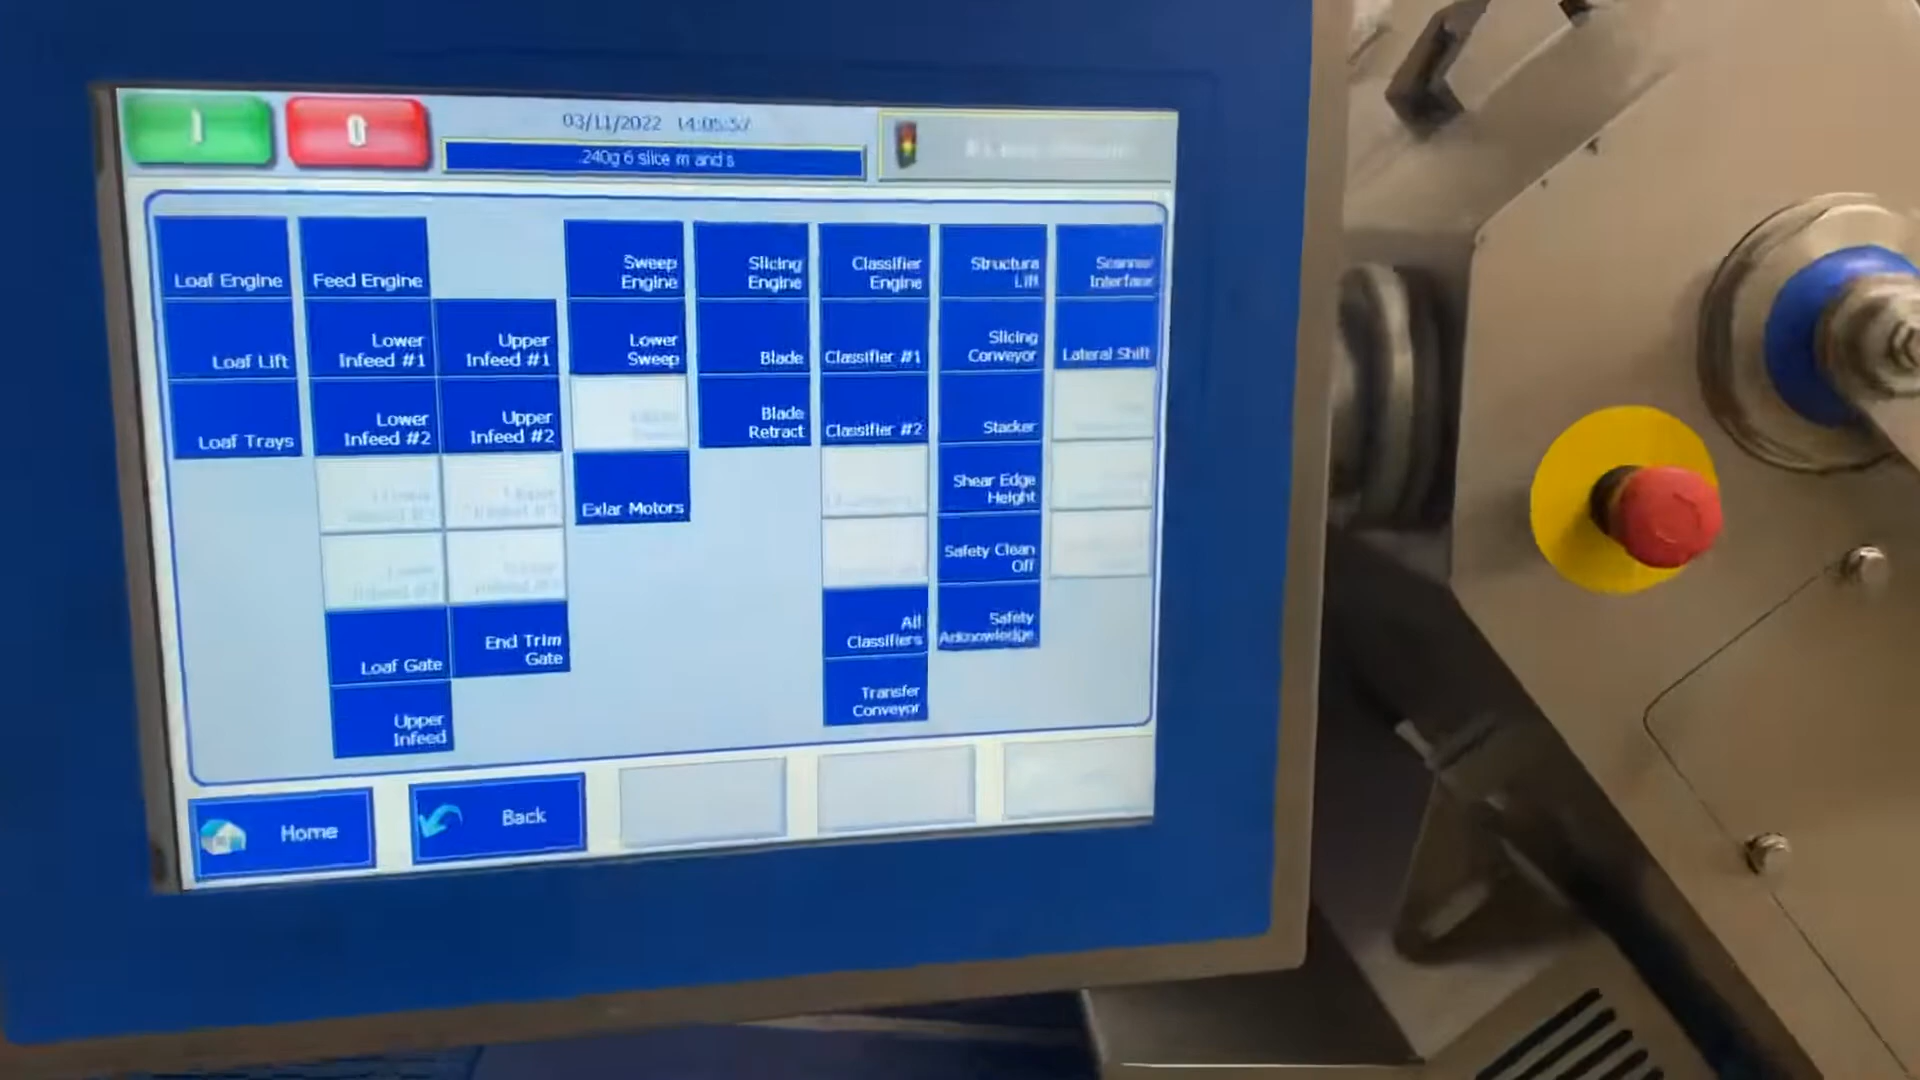 I
0
03/11/2022 14:05:57
240g 6 slice m and s
Loaf Engine
Feed Engine
Sweep
Engine
Slicing
Engine
Classifier
Engine
Structura
Lift
Scanner
Interface
Loaf Lift
Lower
Infeed #1
Upper
Infeed #1
Lower
Sweep
Blade
Classifier #1
Slicing
Conveyor
Lateral Shift
Loaf Trays
Lower
Infeed #2
Upper
Infeed #2
Blade
Retract
Classifier #2
Stacker
Exlar Motors
Shear Edge
Height
Safety Clean
Off
Loaf Gate
End Trim
Gate
All
Classifiers
Safety
Acknowledge
Upper
Infeed
Transfer
Conveyor
Home
Back